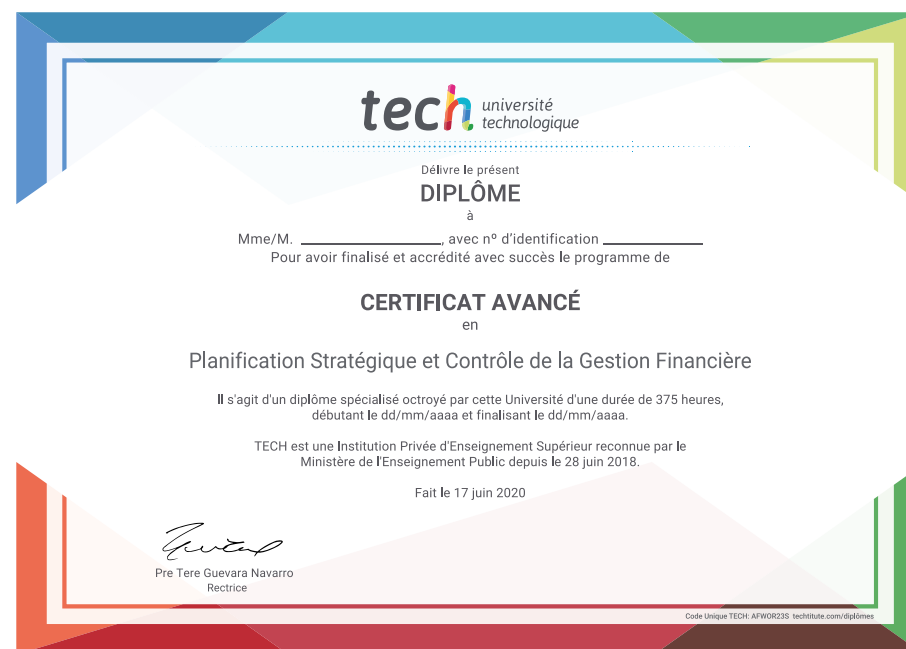 tech université
technologique
Délivre le présent
DIPLÔME
à
Mme/M. ____________________, avec nº d'identification ______________
Pour avoir finalisé et accrédité avec succès le programme de
CERTIFICAT AVANCÉ
en
Planification Stratégique et Contrôle de la Gestion Financière
Il s'agit d'un diplôme spécialisé octroyé par cette Université d'une durée de 375 heures,
débutant le dd/mm/aaaa et finalisant le dd/mm/aaaa.
TECH est une Institution Privée d'Enseignement Supérieur reconnue par le
Ministère de l'Enseignement Public depuis le 28 juin 2018.
Fait le 17 juin 2020
Pre Tere Guevara Navarro
Rectrice
Code Unique TECH: AFWOR23S techtitute.com/diplômes